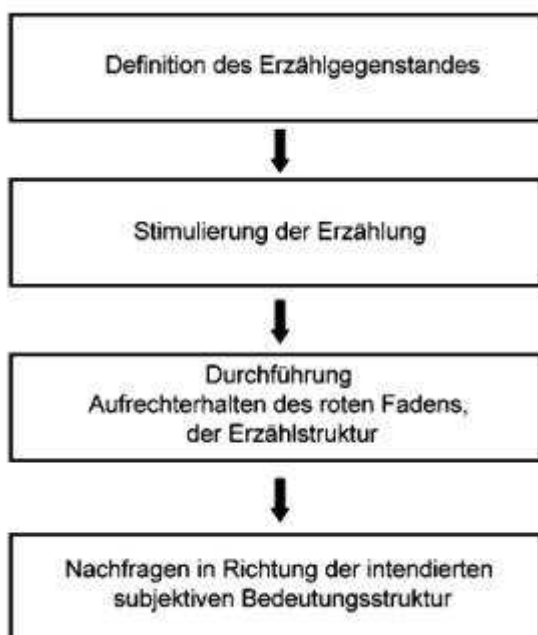 Definition des Erzählgegenstandes
Stimulierung der Erzählung
Durchführung
Aufrechterhalten des roten Fadens,
der Erzählstruktur
Nachfragen in Richtung der intendierten
subjektiven Bedeutungsstruktur